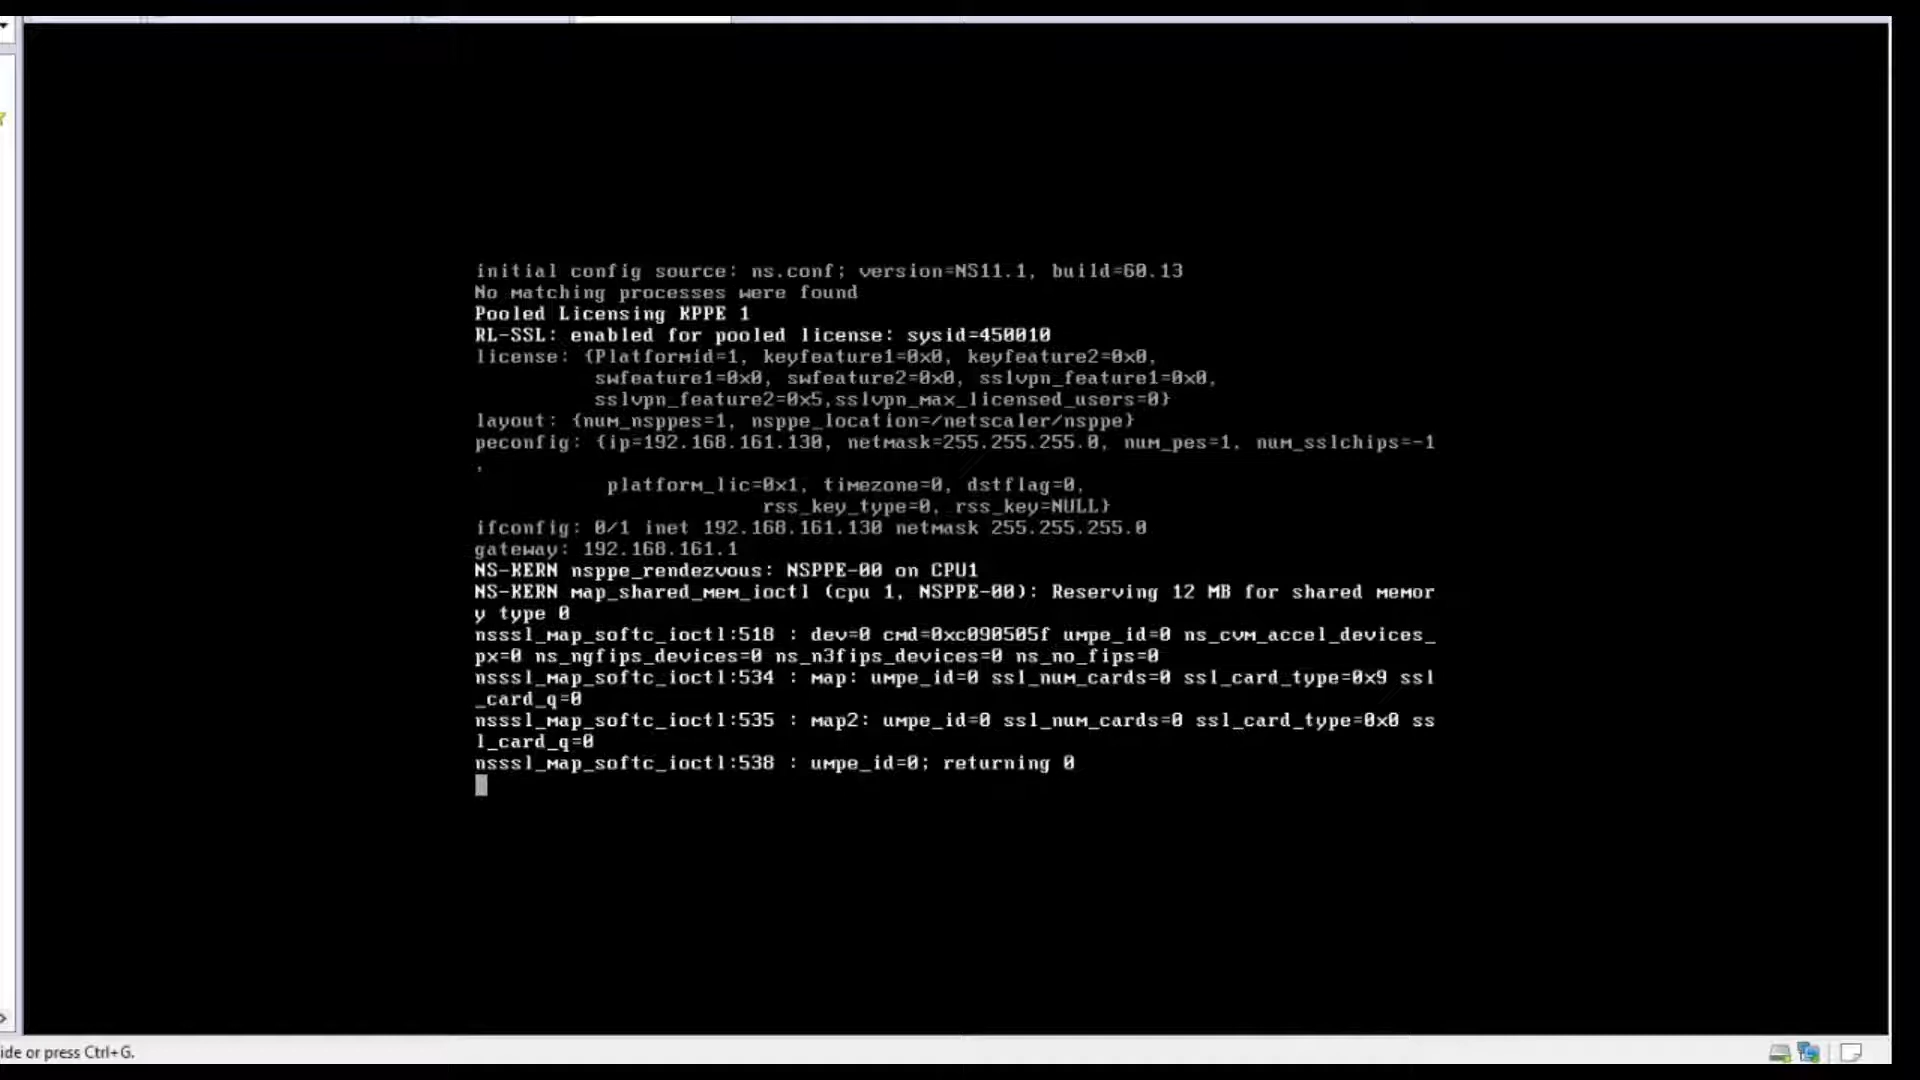 initial config source: ns.conf; version=NS11.1, build=60.13
No matching processes were found
Pooled Licensing KPPE 1
RL-SSL: enabled for pooled license: sysid=450010
license: {Platformid=1, keyfeature1=0x0, keyfeature2=0x0,
swfeature1=0x0, swfeature2=0x0, sslvpn_feature1=0x0,
sslvpn_feature2=0x5,sslvpn_max_licensed_users=0}
layout: {num_nsppes=1, nsppe_location=/netscaler/nsppe}
peconfig: {ip=192.168.161.130, netmask=255.255.255.0, num_pes=1, num_sslchips=-1
,
platform_lic=0x1, timezone=0, dstflag=0,
rss_key_type=0, rss_key=NULL}
ifconfig: 0/1 inet 192.168.161.130 netmask 255.255.255.0
gateway: 192.168.161.1
NS-KERN nsppe_rendezvous: NSPPE-00 on CPU1
NS-KERN map_shared_mem_ioctl (cpu 1, NSPPE-00): Reserving 12 MB for shared memor
y type 0
nsssl_map_softc_ioctl:518 : dev=0 cmd=0xc090505f umpe_id=0 ns_cvm_accel_devices_
px=0 ns_ngfips_devices=0 ns_n3fips_devices=0 ns_no_fips=0
nsssl_map_softc_ioctl:534 : map: umpe_id=0 ssl_num_cards=0 ssl_card_type=0x9 ssl
_card_q=0
nsssl_map_softc_ioctl:535 : map2: umpe_id=0 ssl_num_cards=0 ssl_card_type=0x0 ss
l_card_q=0
nsssl_map_softc_ioctl:538 : umpe_id=0; returning 0
ide or press Ctrl+G.